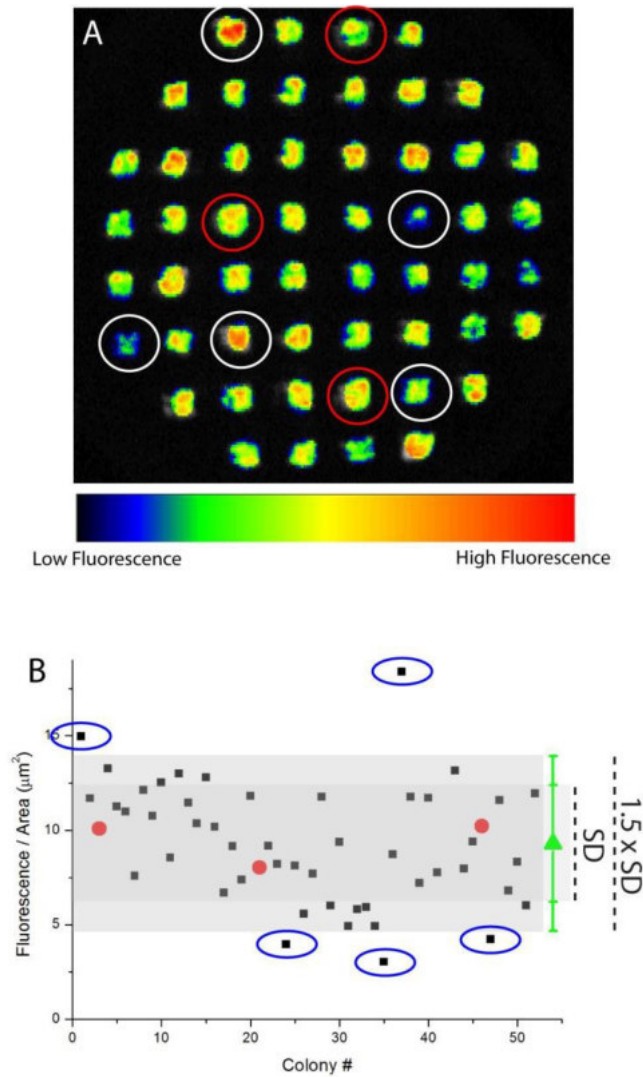 A
Low Fluorescence
High Fluorescence
B
Fluorescence / Area (μm²)
15
10
5
0
0
10
20
30
40
50
Colony #
SD
1.5 x SD